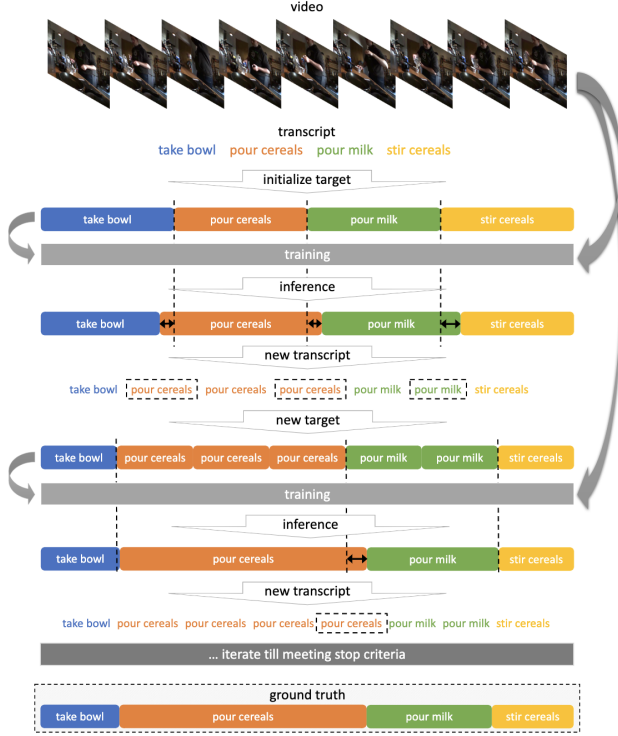 video
transcript
take bowl pour cereals pour milk stir cereals
initialize target
take bowl pour cereals pour milk stir cereals
training
inference
take bowl pour cereals pour milk stir cereals
new transcript
take bowl pour cereals pour cereals pour cereals pour milk pour milk stir cereals
new target
take bowl pour cereals pour cereals pour cereals pour milk pour milk stir cereals
training
inference
take bowl pour cereals pour milk stir cereals
new transcript
take bowl pour cereals pour cereals pour cereals pour cereals pour milk pour milk stir cereals
... iterate till meeting stop criteria
ground truth
take bowl pour cereals pour milk stir cereals